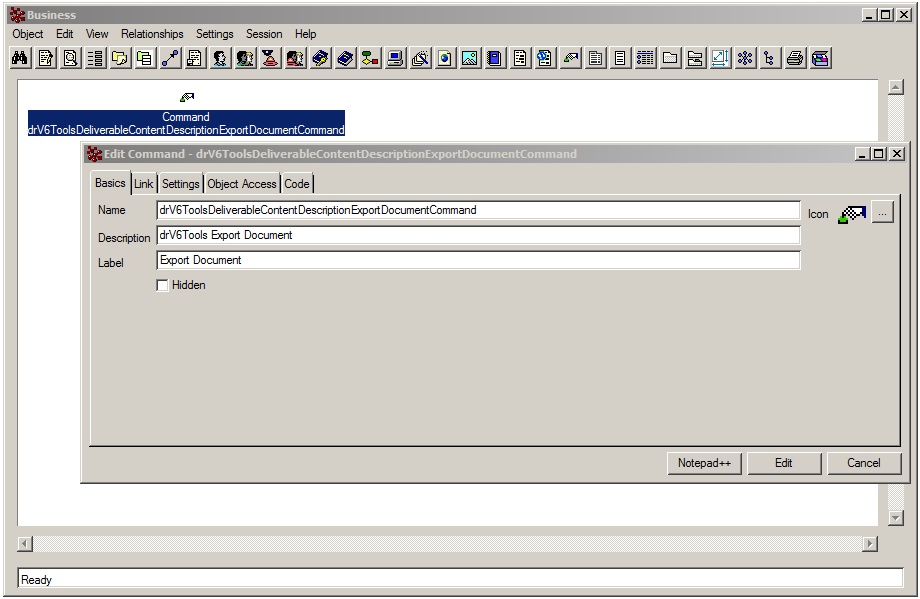 Business
Object Edit View Relationships Settings Session Help
Command
drV6ToolsDeliverableContentDescriptionExportDocumentCommand
Edit Command - drV6ToolsDeliverableContentDescriptionExportDocumentCommand
Basics Link Settings Object Access Code
Name drV6ToolsDeliverableContentDescriptionExportDocumentCommand Icon ...
Description drV6Tools Export Document
Label Export Document
Hidden
Notepad++ Edit Cancel
Ready